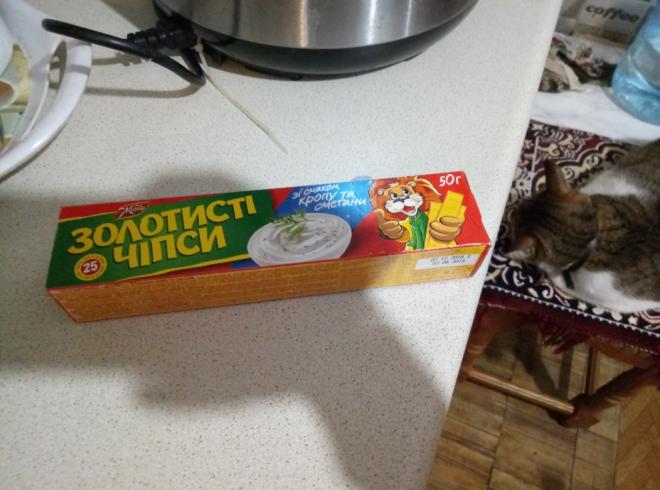 ЗОЛОТИСТІ
ЧІПСИ
25
зі смаком
кропу та
сметани
50г
coffee